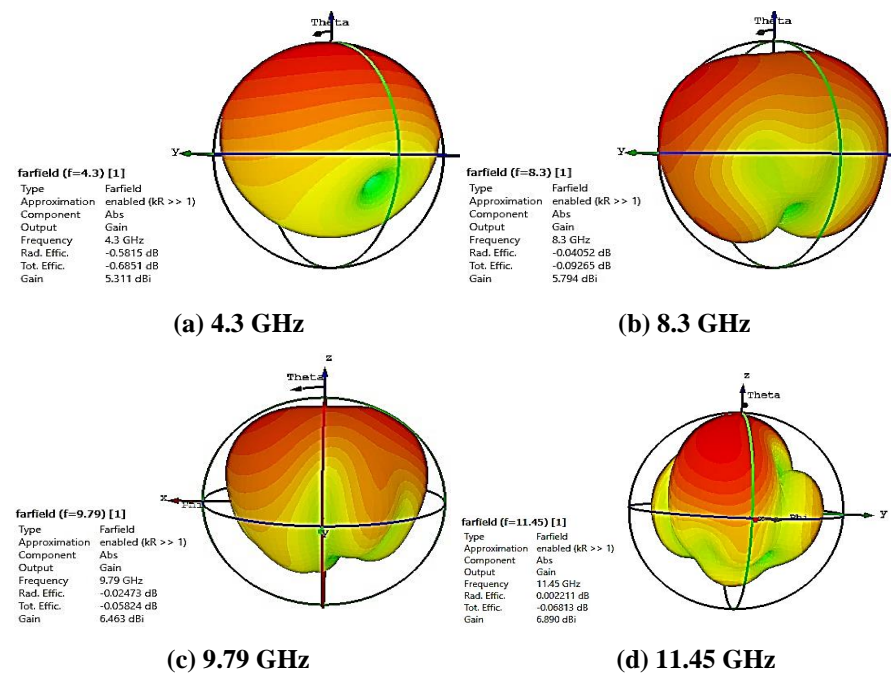 Theta
y
farfield (f=4.3) [1]
Type Farfield
Approximation enabled (kR >> 1)
Component Abs
Output Gain
Frequency 4.3 GHz
Rad. Effic. -0.5815 dB
Tot. Effic. -0.6851 dB
Gain 5.311 dBi
(a) 4.3 GHz
Theta
y
farfield (f=8.3) [1]
Type Farfield
Approximation enabled (kR >> 1)
Component Abs
Output Gain
Frequency 8.3 GHz
Rad. Effic. -0.04052 dB
Tot. Effic. -0.09265 dB
Gain 5.794 dBi
(b) 8.3 GHz
z
Theta
x
Phi
y
farfield (f=9.79) [1]
Type Farfield
Approximation enabled (kR >> 1)
Component Abs
Output Gain
Frequency 9.79 GHz
Rad. Effic. -0.02473 dB
Tot. Effic. -0.05824 dB
Gain 6.463 dBi
(c) 9.79 GHz
z
Theta
Phi
y
farfield (f=11.45) [1]
Type Farfield
Approximation enabled (kR >> 1)
Component Abs
Output Gain
Frequency 11.45 GHz
Rad. Effic. 0.002211 dB
Tot. Effic. -0.06813 dB
Gain 6.890 dBi
(d) 11.45 GHz